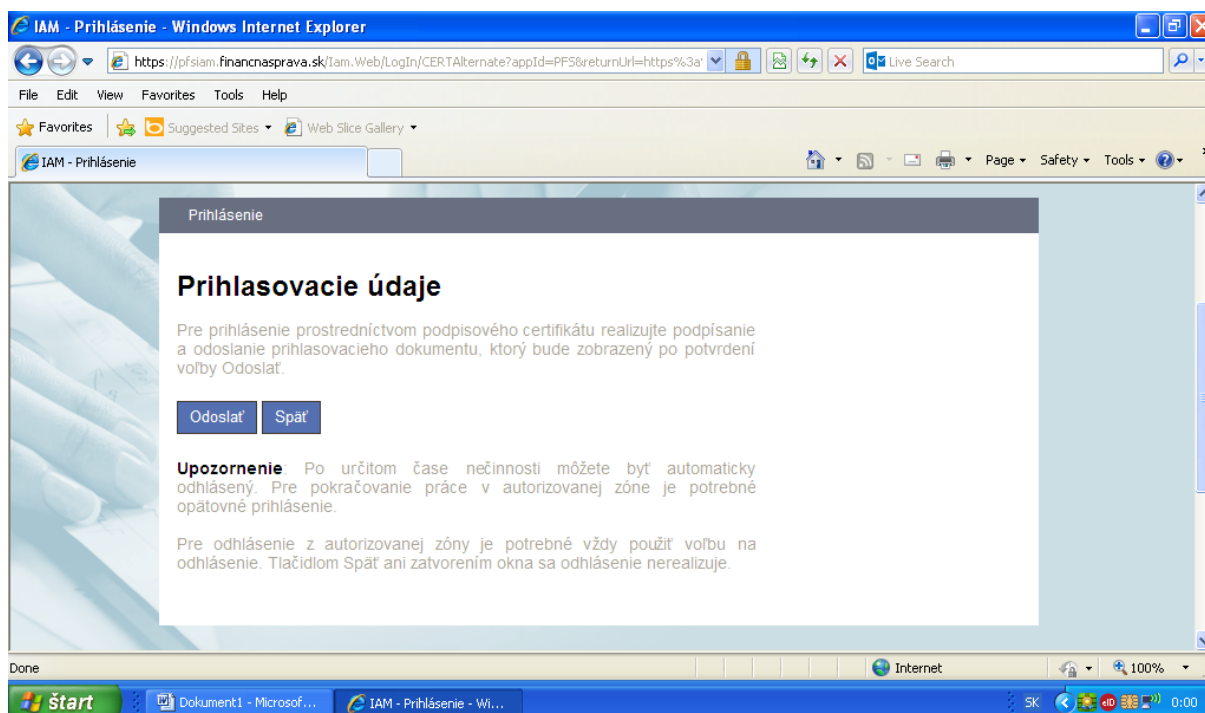 IAM - Prihlásenie - Windows Internet Explorer
https://pfsiam.financnasprava.sk/Iam.Web/LogIn/CERTAlternate?appId=PFS&returnUrl=https%3a
Live Search
File Edit View Favorites Tools Help
Favorites Suggested Sites Web Slice Gallery
IAM - Prihlásenie Page Safety Tools
Prihlásenie
Prihlasovacie údaje
Pre prihlásenie prostredníctvom podpisového certifikátu realizujte podpísanie
a odoslanie prihlasovacieho dokumentu, ktorý bude zobrazený po potvrdení
voľby Odoslať.
Odoslať Späť
Upozornenie: Po určitom čase nečinnosti môžete byť automaticky
odhlásený. Pre pokračovanie práce v autorizovanej zóne je potrebné
opätovné prihlásenie.
Pre odhlásenie z autorizovanej zóny je potrebné vždy použiť voľbu na
odhlásenie. Tlačidlom Späť ani zatvorením okna sa odhlásenie nerealizuje.
Done Internet 100%
štart Dokument1 - Microsof... IAM - Prihlásenie - Wi... SK eID 0:00